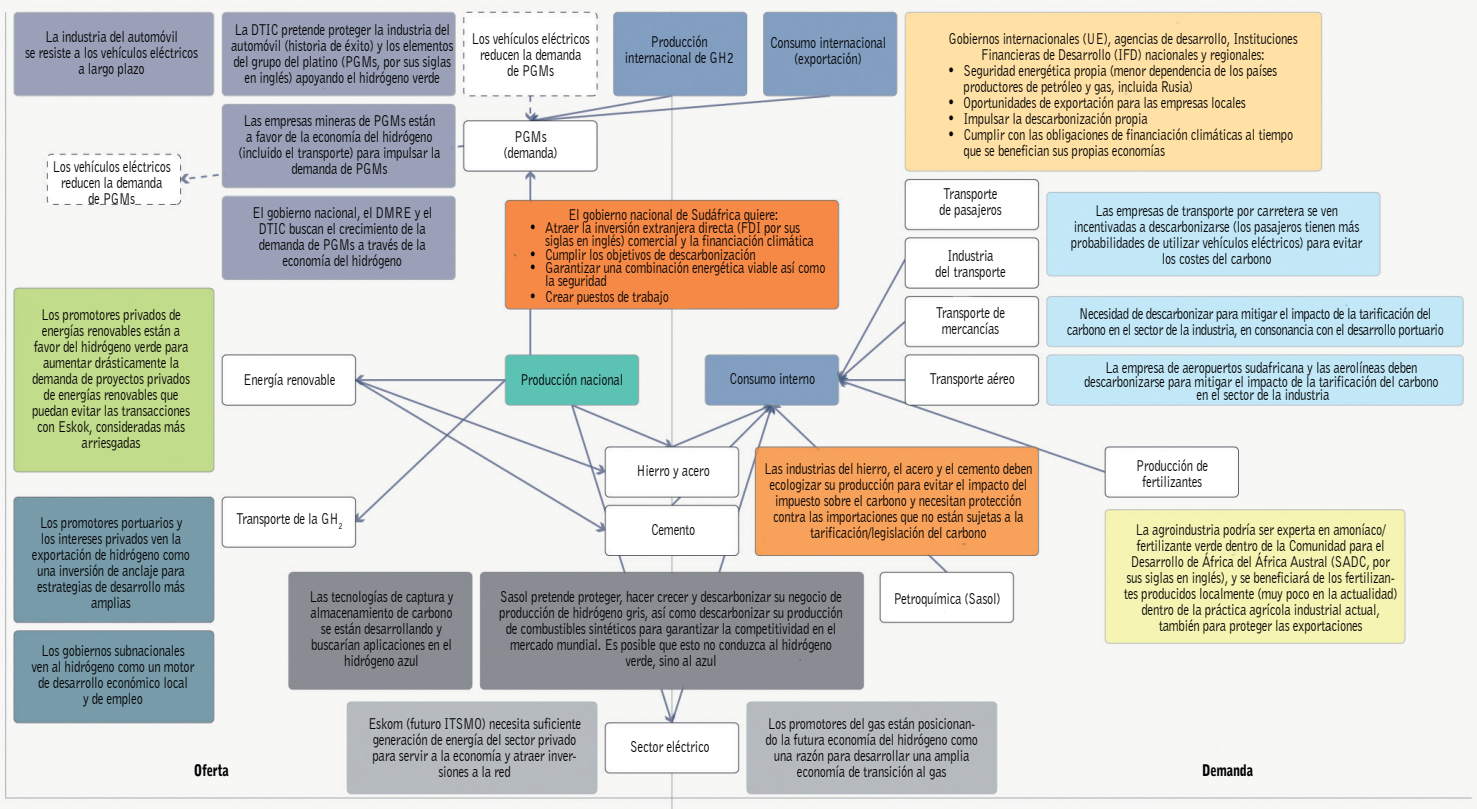 La industria del automóvil
se resiste a los vehículos eléctricos
a largo plazo
La DTIC pretende proteger la industria del
automóvil (historia de éxito) y los elementos
del grupo del platino (PGMs, por sus siglas
en inglés) apoyando el hidrógeno verde
Los vehículos eléctricos
reducen la demanda
de PGMs
Producción
internacional de GH2
Consumo internacional
(exportación)
Gobiernos internacionales (UE), agencias de desarrollo, Instituciones
Financieras de Desarrollo (IFD) nacionales y regionales:
• Seguridad energética propia (menor dependencia de los países
productores de petróleo y gas, incluida Rusia)
• Oportunidades de exportación para las empresas locales
• Impulsar la descarbonización propia
• Cumplir con las obligaciones de financiación climáticas al tiempo
que se benefician sus propias economías
Las empresas mineras de PGMs están
a favor de la economía del hidrógeno
(incluido el transporte) para impulsar la
demanda de PGMs
PGMs
(demanda)
Los vehículos eléctricos
reducen la demanda
de PGMs
El gobierno nacional, el DMRE y el
DTIC buscan el crecimiento de la
demanda de PGMs a través de la
economía del hidrógeno
El gobierno nacional de Sudáfrica quiere:
• Atraer la inversión extranjera directa (FDI por sus
siglas en inglés) comercial y la financiación climática
• Cumplir los objetivos de descarbonización
• Garantizar una combinación energética viable así como
la seguridad
• Crear puestos de trabajo
Transporte
de pasajeros
Industria
del transporte
Las empresas de transporte por carretera se ven
incentivadas a descarbonizarse (los pasajeros tienen más
probabilidades de utilizar vehículos eléctricos) para evitar
los costes del carbono
Transporte de
mercancías
Necesidad de descarbonizar para mitigar el impacto de la tarificación del
carbono en el sector de la industria, en consonancia con el desarrollo portuario
Los promotores privados de
energías renovables están a
favor del hidrógeno verde para
aumentar drásticamente la
demanda de proyectos privados
de energías renovables que
puedan evitar las transacciones
con Eskok, consideradas más
arriesgadas
Energía renovable
Producción nacional
Consumo interno
Transporte aéreo
La empresa de aeropuertos sudafricana y las aerolíneas deben
descarbonizarse para mitigar el impacto de la tarificación del carbono
en el sector de la industria
Hierro y acero
Las industrias del hierro, el acero y el cemento deben
ecologizar su producción para evitar el impacto del
impuesto sobre el carbono y necesitan protección
contra las importaciones que no están sujetas a la
tarificación/legislación del carbono
Producción de
fertilizantes
Los promotores portuarios y
los intereses privados ven la
exportación de hidrógeno como
una inversión de anclaje para
estrategias de desarrollo más
amplias
Transporte de la GH2
Cemento
La agroindustria podría ser experta en amoníaco/
fertilizante verde dentro de la Comunidad para el
Desarrollo de África del África Austral (SADC, por
sus siglas en inglés), y se beneficiará de los fertilizan-
tes producidos localmente (muy poco en la actualidad)
dentro de la práctica agrícola industrial actual,
también para proteger las exportaciones
Las tecnologías de captura y
almacenamiento de carbono
se están desarrollando y
buscarían aplicaciones en el
hidrógeno azul
Sasol pretende proteger, hacer crecer y descarbonizar su negocio de
producción de hidrógeno gris, así como descarbonizar su producción
de combustibles sintéticos para garantizar la competitividad en el
mercado mundial. Es posible que esto no conduzca al hidrógeno
verde, sino al azul
Petroquímica (Sasol)
Los gobiernos subnacionales
ven al hidrógeno como un motor
de desarrollo económico local
y de empleo
Eskom (futuro ITSMO) necesita suficiente
generación de energía del sector privado
para servir a la economía y atraer inver-
siones a la red
Sector eléctrico
Los promotores del gas están posicionan-
do la futura economía del hidrógeno como
una razón para desarrollar una amplia
economía de transición al gas
Oferta
Demanda